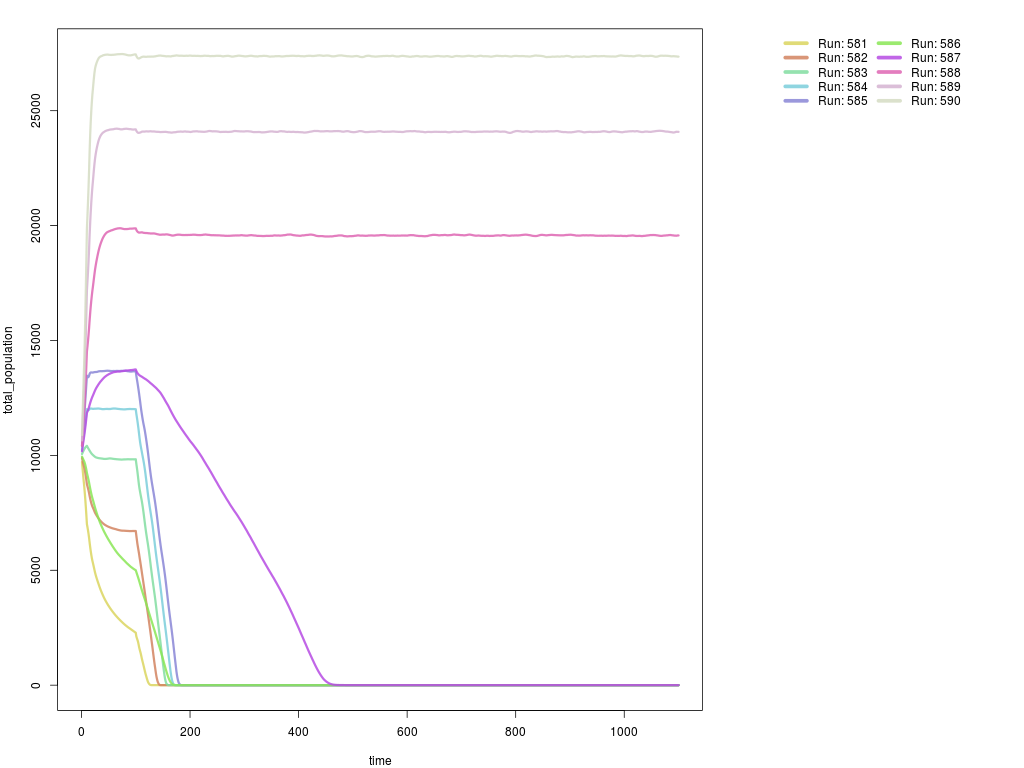 total_population
25000
20000
15000
10000
5000
0
0 200 400 600 800 1000
time
Run: 581 Run: 586
Run: 582 Run: 587
Run: 583 Run: 588
Run: 584 Run: 589
Run: 585 Run: 590